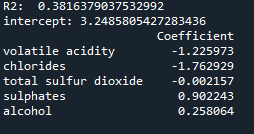 R2:  0.3816379037532992
intercept: 3.2485805427283436
Coefficient
volatile acidity -1.225973
chlorides -1.762929
total sulfur dioxide -0.002157
sulphates 0.902243
alcohol 0.258064